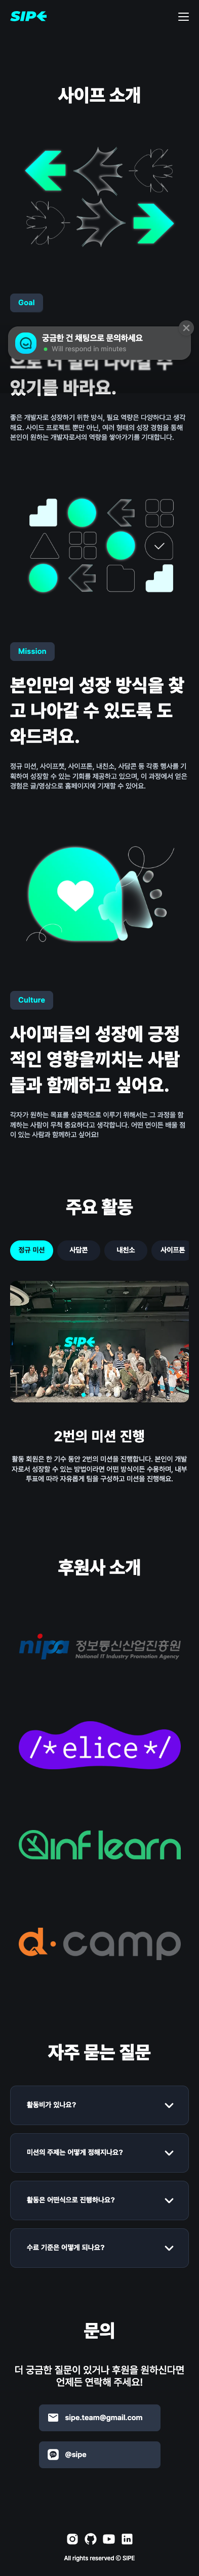 SIPE
사이프 소개
Goal
궁금한 건 채팅으로 문의하세요
Will respond in minutes
으로 더 멀리 나아갈 수
있기를 바라요.
좋은 개발자로 성장하기 위한 방식, 필요 역량은 다양하다고 생각
해요. 사이드 프로젝트 뿐만 아닌, 여러 형태의 성장 경험을 통해
본인이 원하는 개발자로서의 역량을 쌓아가기를 기대합니다.
Mission
본인만의 성장 방식을 찾
고 나아갈 수 있도록 도
와드려요.
정규 미션, 사이프챗, 사이프톤, 내친소, 사담콘 등 각종 행사를 기
획하여 성장할 수 있는 기회를 제공하고 있으며, 이 과정에서 얻은
경험은 글/영상으로 홈페이지에 기재할 수 있어요.
Culture
사이퍼들의 성장에 긍정
적인 영향을끼치는 사람
들과 함께하고 싶어요.
각자가 원하는 목표를 성공적으로 이루기 위해서는 그 과정을 함
께하는 사람이 무척 중요하다고 생각합니다. 어떤 면이든 배울 점
이 있는 사람과 함께하고 싶어요!
주요 활동
정규 미션
사담콘
내친소
사이프톤
SIPE
2번의 미션 진행
활동 회원은 한 기수 동안 2번의 미션을 진행합니다. 본인이 개발
자로서 성장할 수 있는 방법이라면 어떤 방식이든 수용하며, 내부
투표에 따라 자유롭게 팀을 구성하고 미션을 진행해요.
후원사 소개
nipa 정보통신산업진흥원
National IT Industry Promotion Agency
/*elice*/
inflearn
d·camp
자주 묻는 질문
활동비가 있나요?
미션의 주제는 어떻게 정해지나요?
활동은 어떤식으로 진행하나요?
수료 기준은 어떻게 되나요?
문의
더 궁금한 질문이 있거나 후원을 원하신다면
언제든 연락해 주세요!
sipe.team@gmail.com
@sipe
All rights reserved ⓒ SIPE